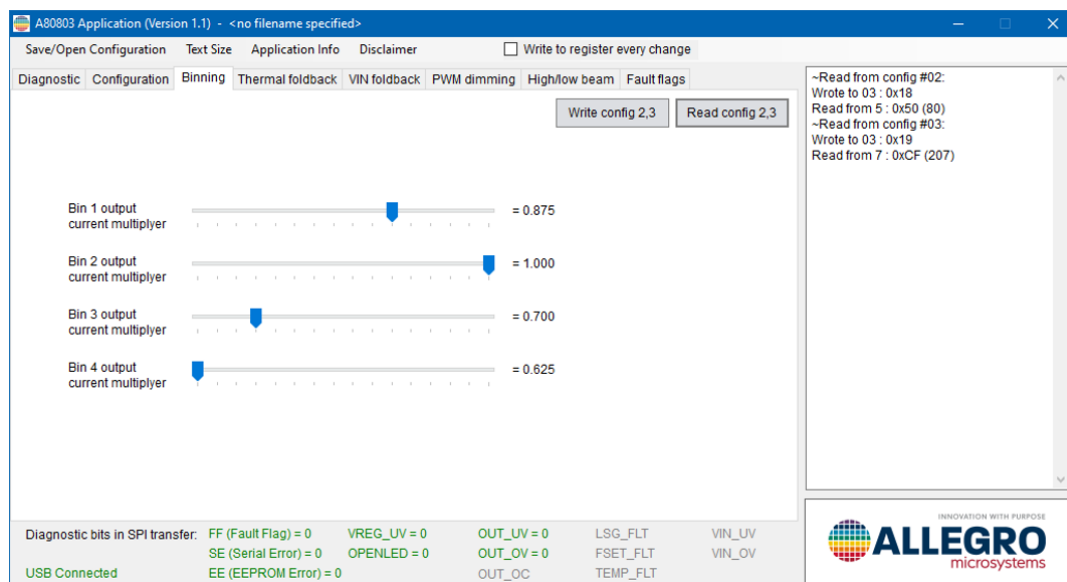 A80803 Application (Version 1.1) - <no filename specified>
Save/Open Configuration Text Size Application Info Disclaimer Write to register every change
Diagnostic Configuration Binning Thermal foldback VIN foldback PWM dimming High/low beam Fault flags
Write config 2,3 Read config 2,3
Bin 1 output
current multiplyer
= 0.875
Bin 2 output
current multiplyer
= 1.000
Bin 3 output
current multiplyer
= 0.700
Bin 4 output
current multiplyer
= 0.625
~Read from config #02:
Wrote to 03 : 0x18
Read from 5 : 0x50 (80)
~Read from config #03:
Wrote to 03 : 0x19
Read from 7 : 0xCF (207)
Diagnostic bits in SPI transfer: FF (Fault Flag) = 0 VREG_UV = 0 OUT_UV = 0 LSG_FLT VIN_UV
SE (Serial Error) = 0 OPENLED = 0 OUT_OV = 0 FSET_FLT VIN_OV
USB Connected EE (EEPROM Error) = 0 OUT_OC TEMP_FLT
INNOVATION WITH PURPOSE
ALLEGRO
microsystems